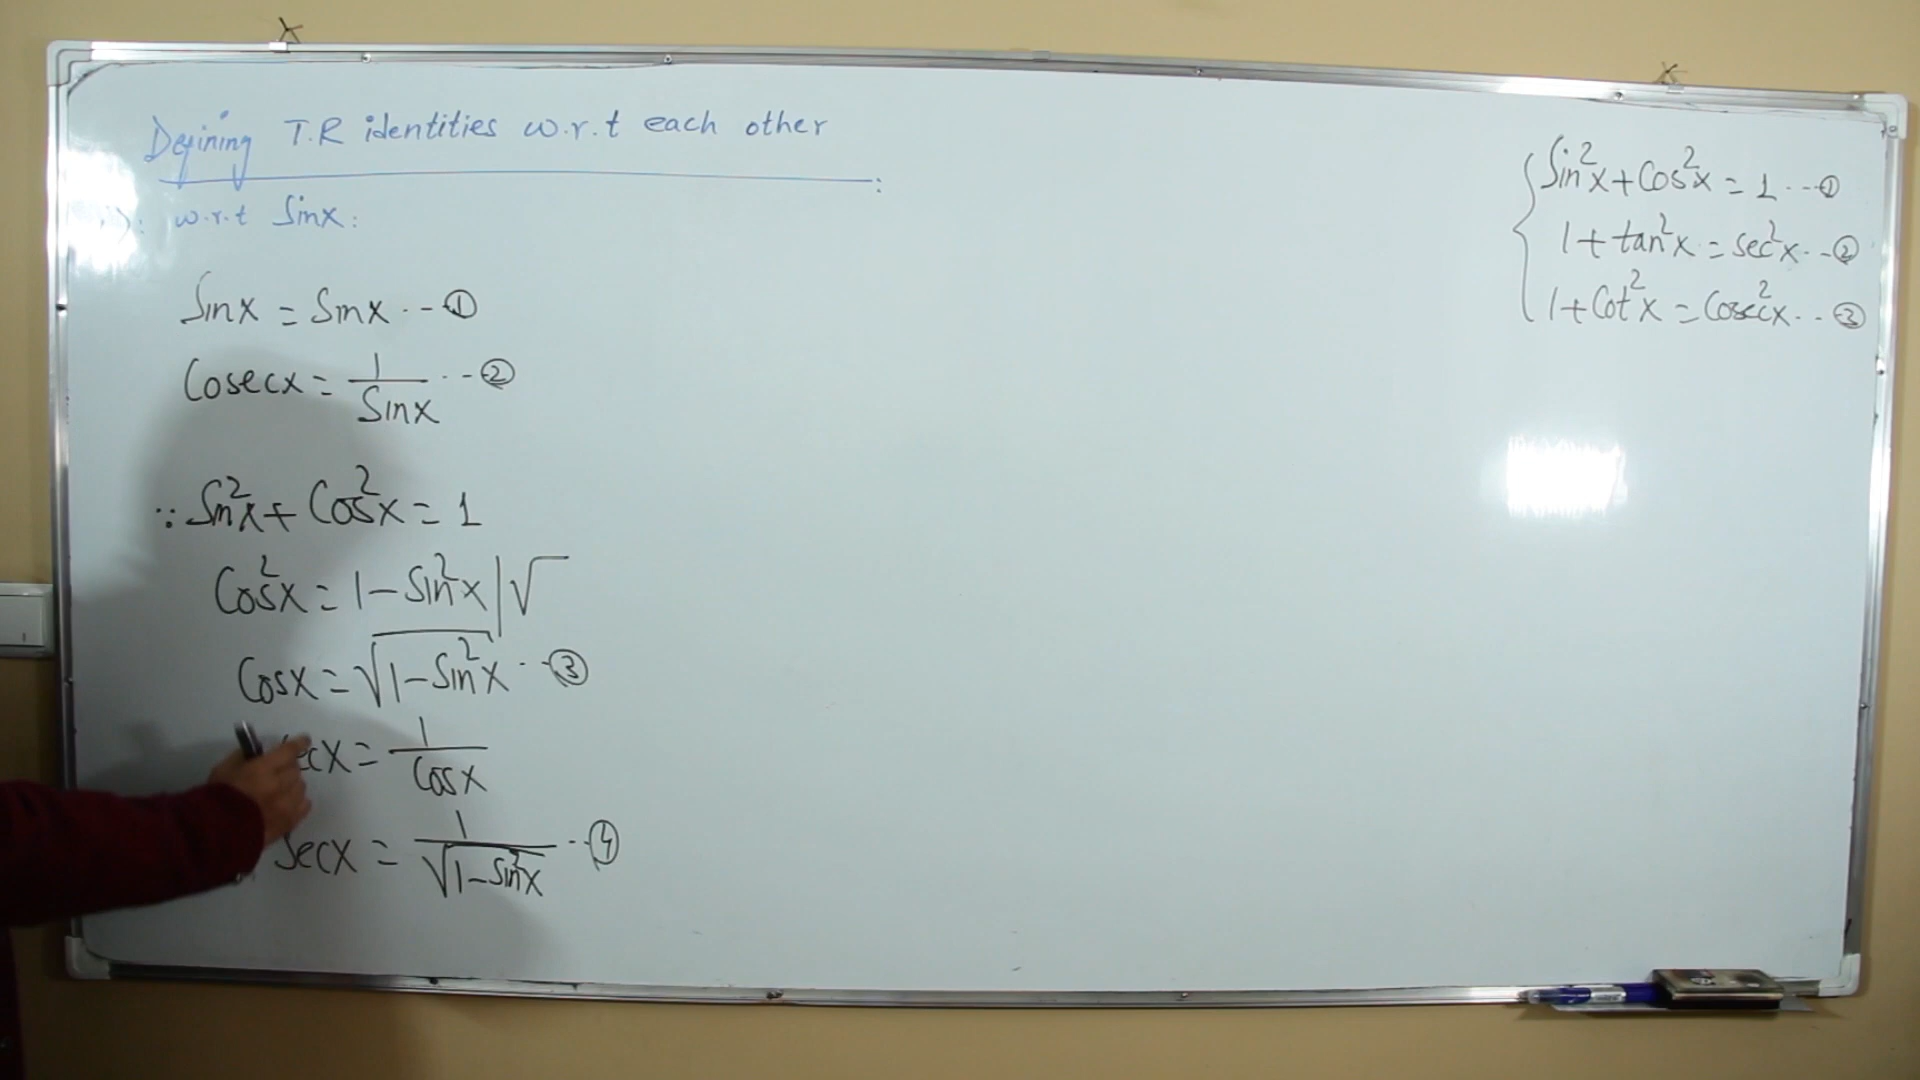 Defining T.R identities w.r.t each other :
w.r.t Sinx:
Sinx = Sinx ---①
Cosecx = 1/Sinx ---②
∵ Sin²x + Cos²x = 1
Cos²x = 1 - Sin²x | √
Cosx = √(1 - Sin²x) ---③
secx = 1/Cosx
secx = 1/√(1 - Sin²x) ---④
Sin²x + Cos²x = 1 ---①
1 + tan²x = sec²x ---②
1 + Cot²x = Cosec²x ---③